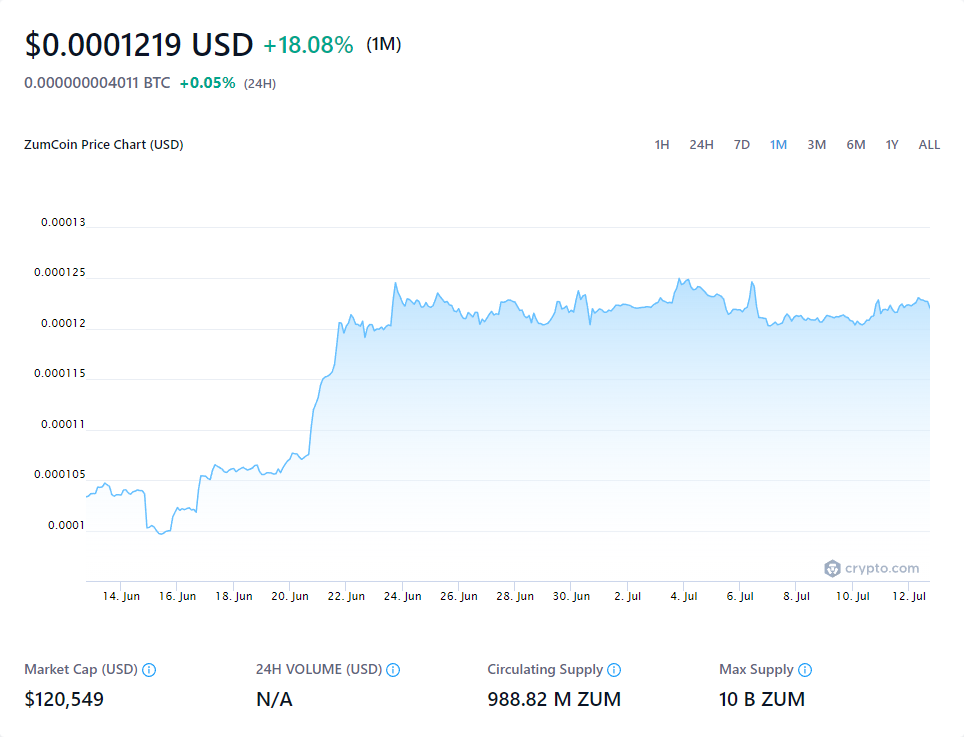 $0.0001219 USD +18.08% (1M)
0.000000004011 BTC +0.05% (24H)
ZumCoin Price Chart (USD) 1H 24H 7D 1M 3M 6M 1Y ALL
0.00013
0.000125
0.00012
0.000115
0.00011
0.000105
0.0001
crypto.com
14. Jun 16. Jun 18. Jun 20. Jun 22. Jun 24. Jun 26. Jun 28. Jun 30. Jun 2. Jul 4. Jul 6. Jul 8. Jul 10. Jul 12. Jul
Market Cap (USD) 24H VOLUME (USD) Circulating Supply Max Supply
$120,549 N/A 988.82 M ZUM 10 B ZUM